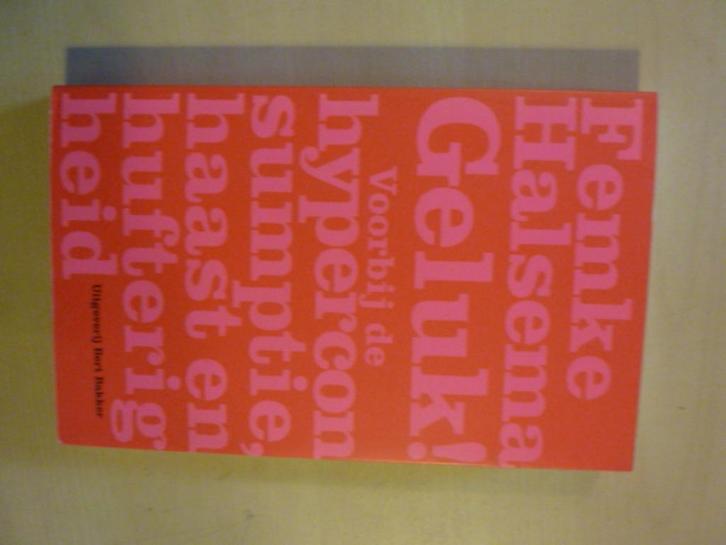 Femke
Halsema
Geluk!
Voorbij de
hypercon
sumptie,
haast en
hufterig
heid
Uitgeverij Bert Bakker